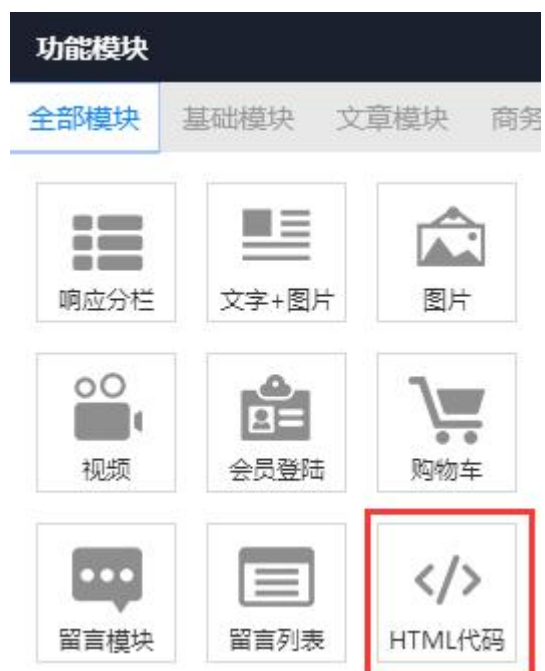 功能模块
全部模块 基础模块 文章模块 商务
响应分栏 文字+图片 图片
视频 会员登陆 购物车
留言模块 留言列表 HTML代码